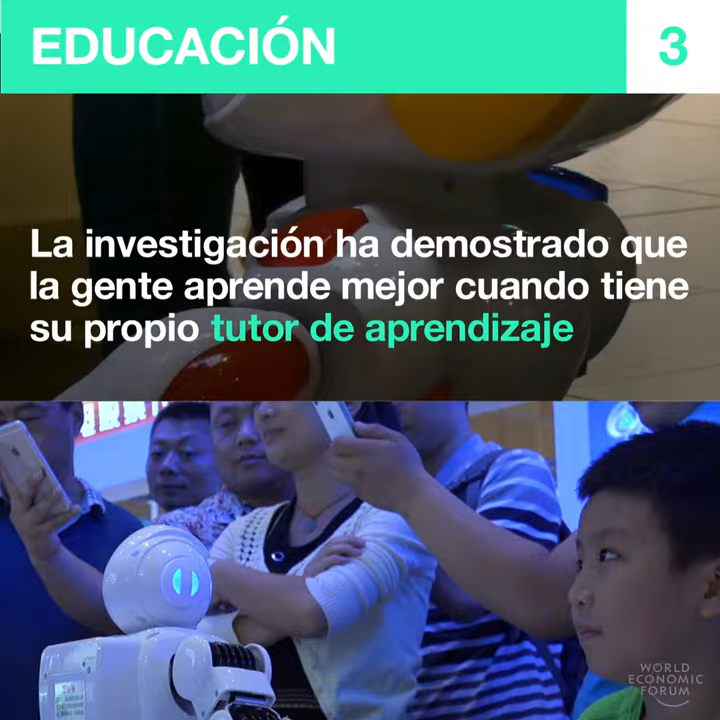 EDUCACIÓN
3
La investigación ha demostrado que
la gente aprende mejor cuando tiene
su propio tutor de aprendizaje
WORLD
ECONOMIC
FORUM